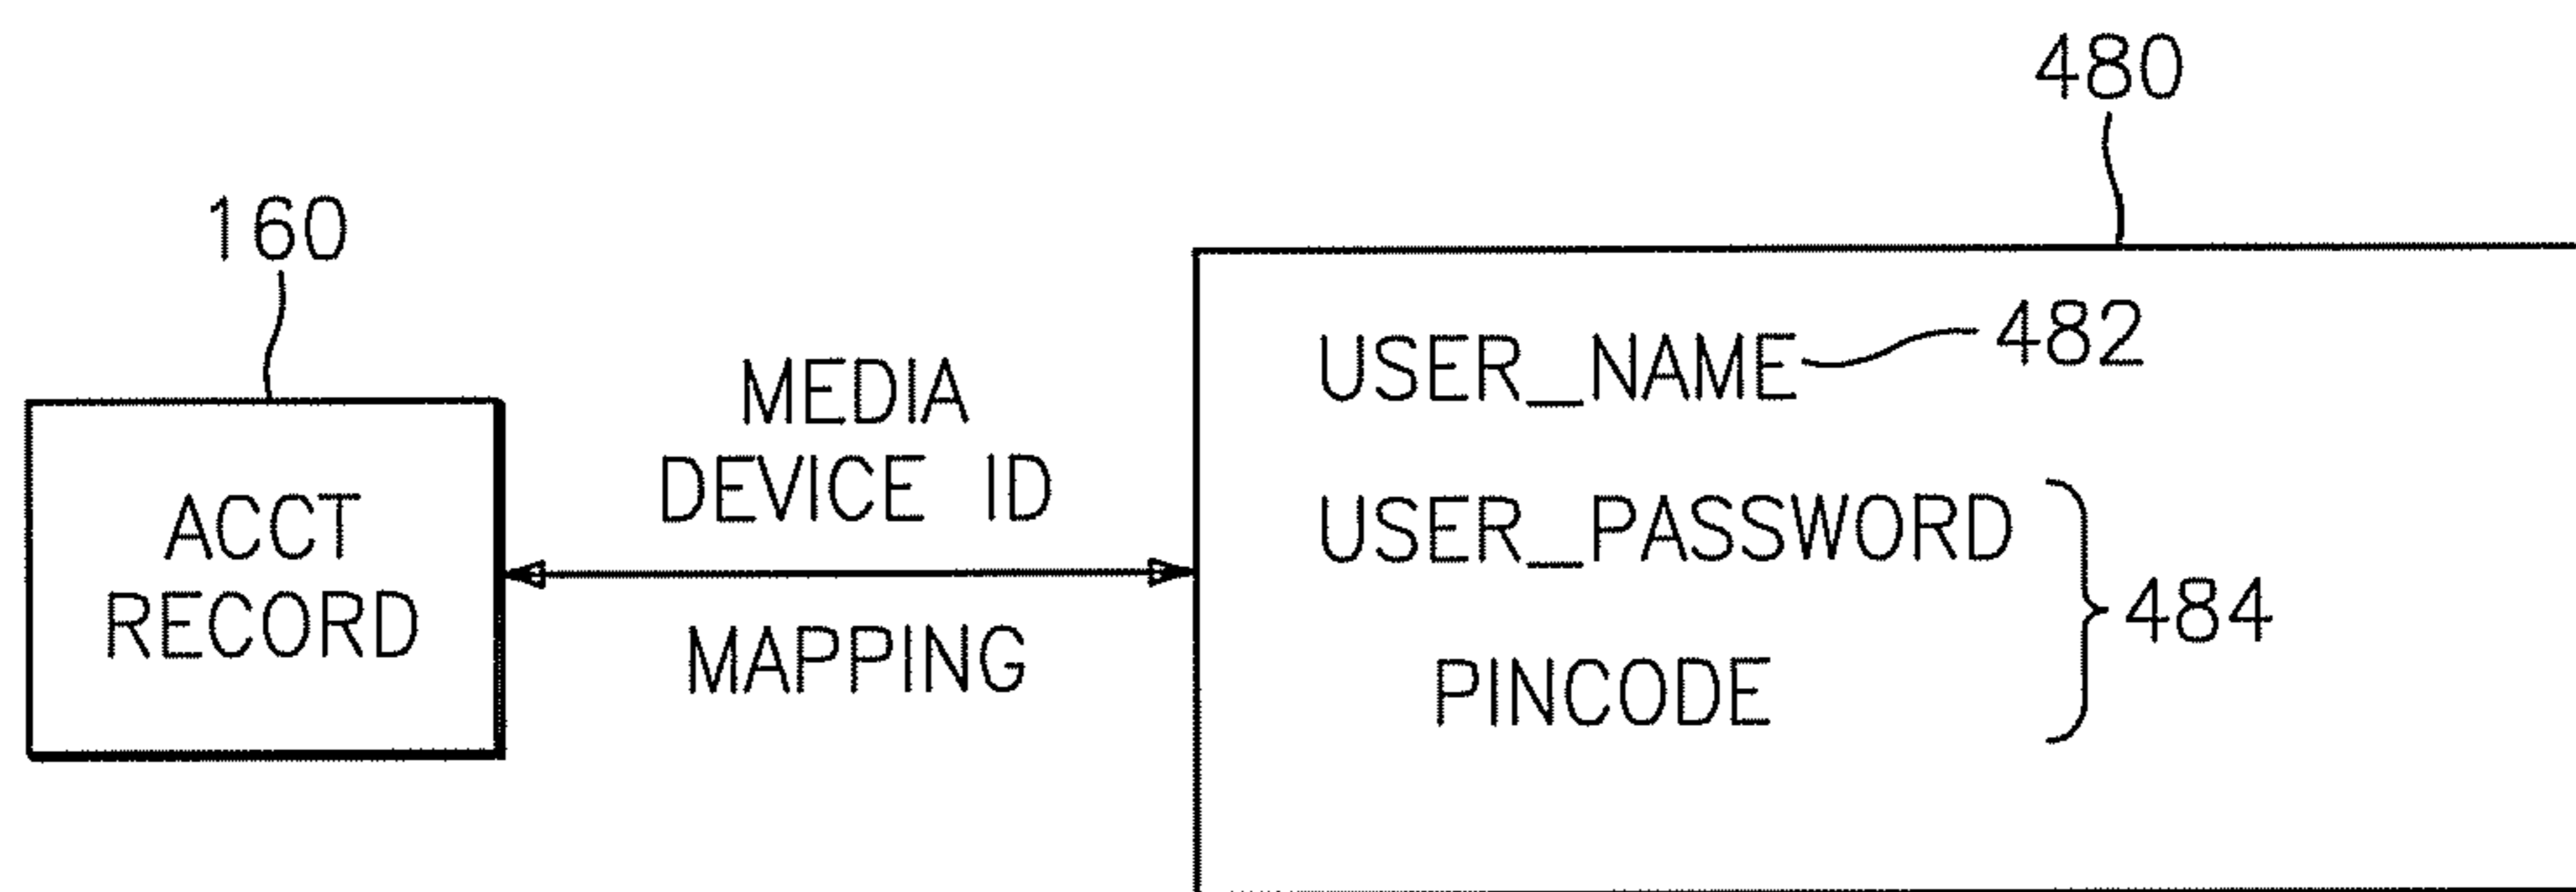 480
160
USER_NAME 482
MEDIA
DEVICE ID
ACCT
RECORD
MAPPING
USER_PASSWORD
PINCODE
484